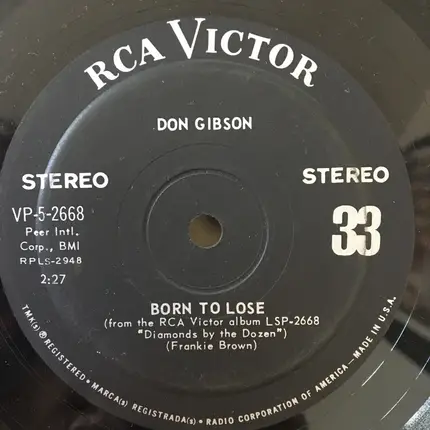 RCA VICTOR
DON GIBSON
STEREO
STEREO
VP-5-2668
Peer Intl.
Corp., BMI
RPLS-2948
2:27
33
BORN TO LOSE
(from the RCA Victor album LSP-2668
"Diamonds by the Dozen")
(Frankie Brown)
TMK(s) ® REGISTERED • MARCA(s) REGISTRADA(s) • RADIO CORPORATION OF AMERICA—MADE IN U.S.A.